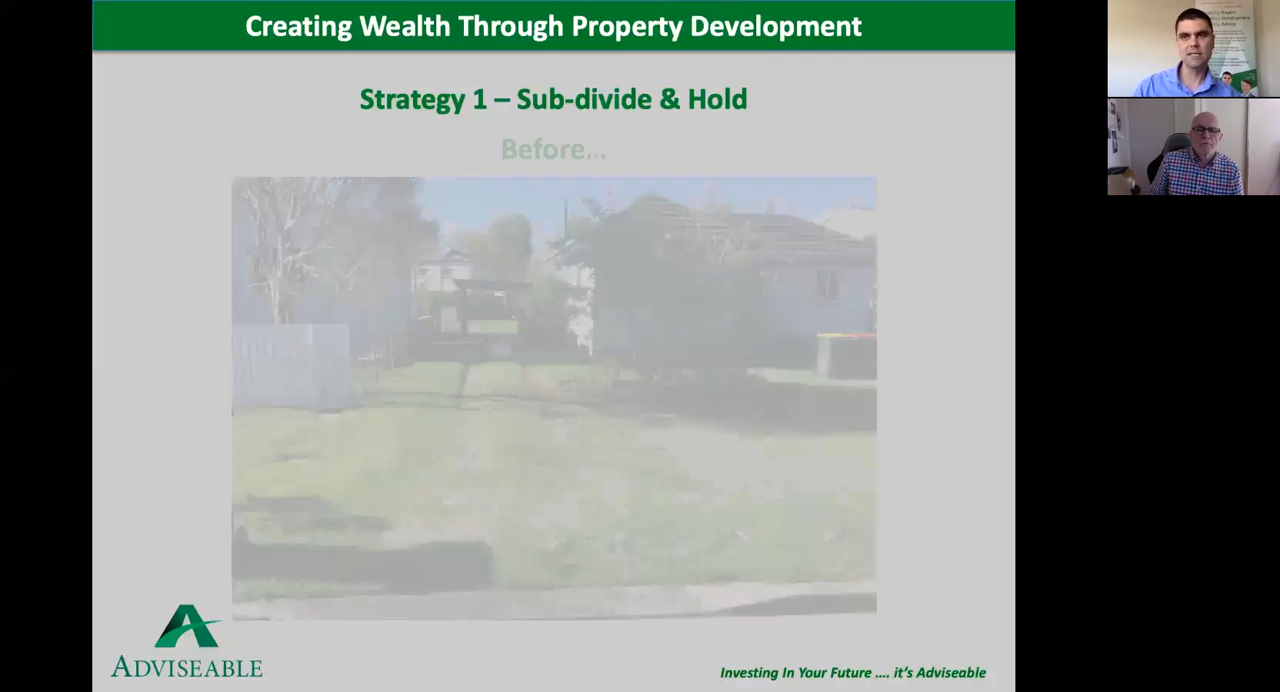 Creating Wealth Through Property Development
Strategy 1 – Sub-divide & Hold
Before...
ADVISEABLE
Investing In Your Future .... it's Adviseable